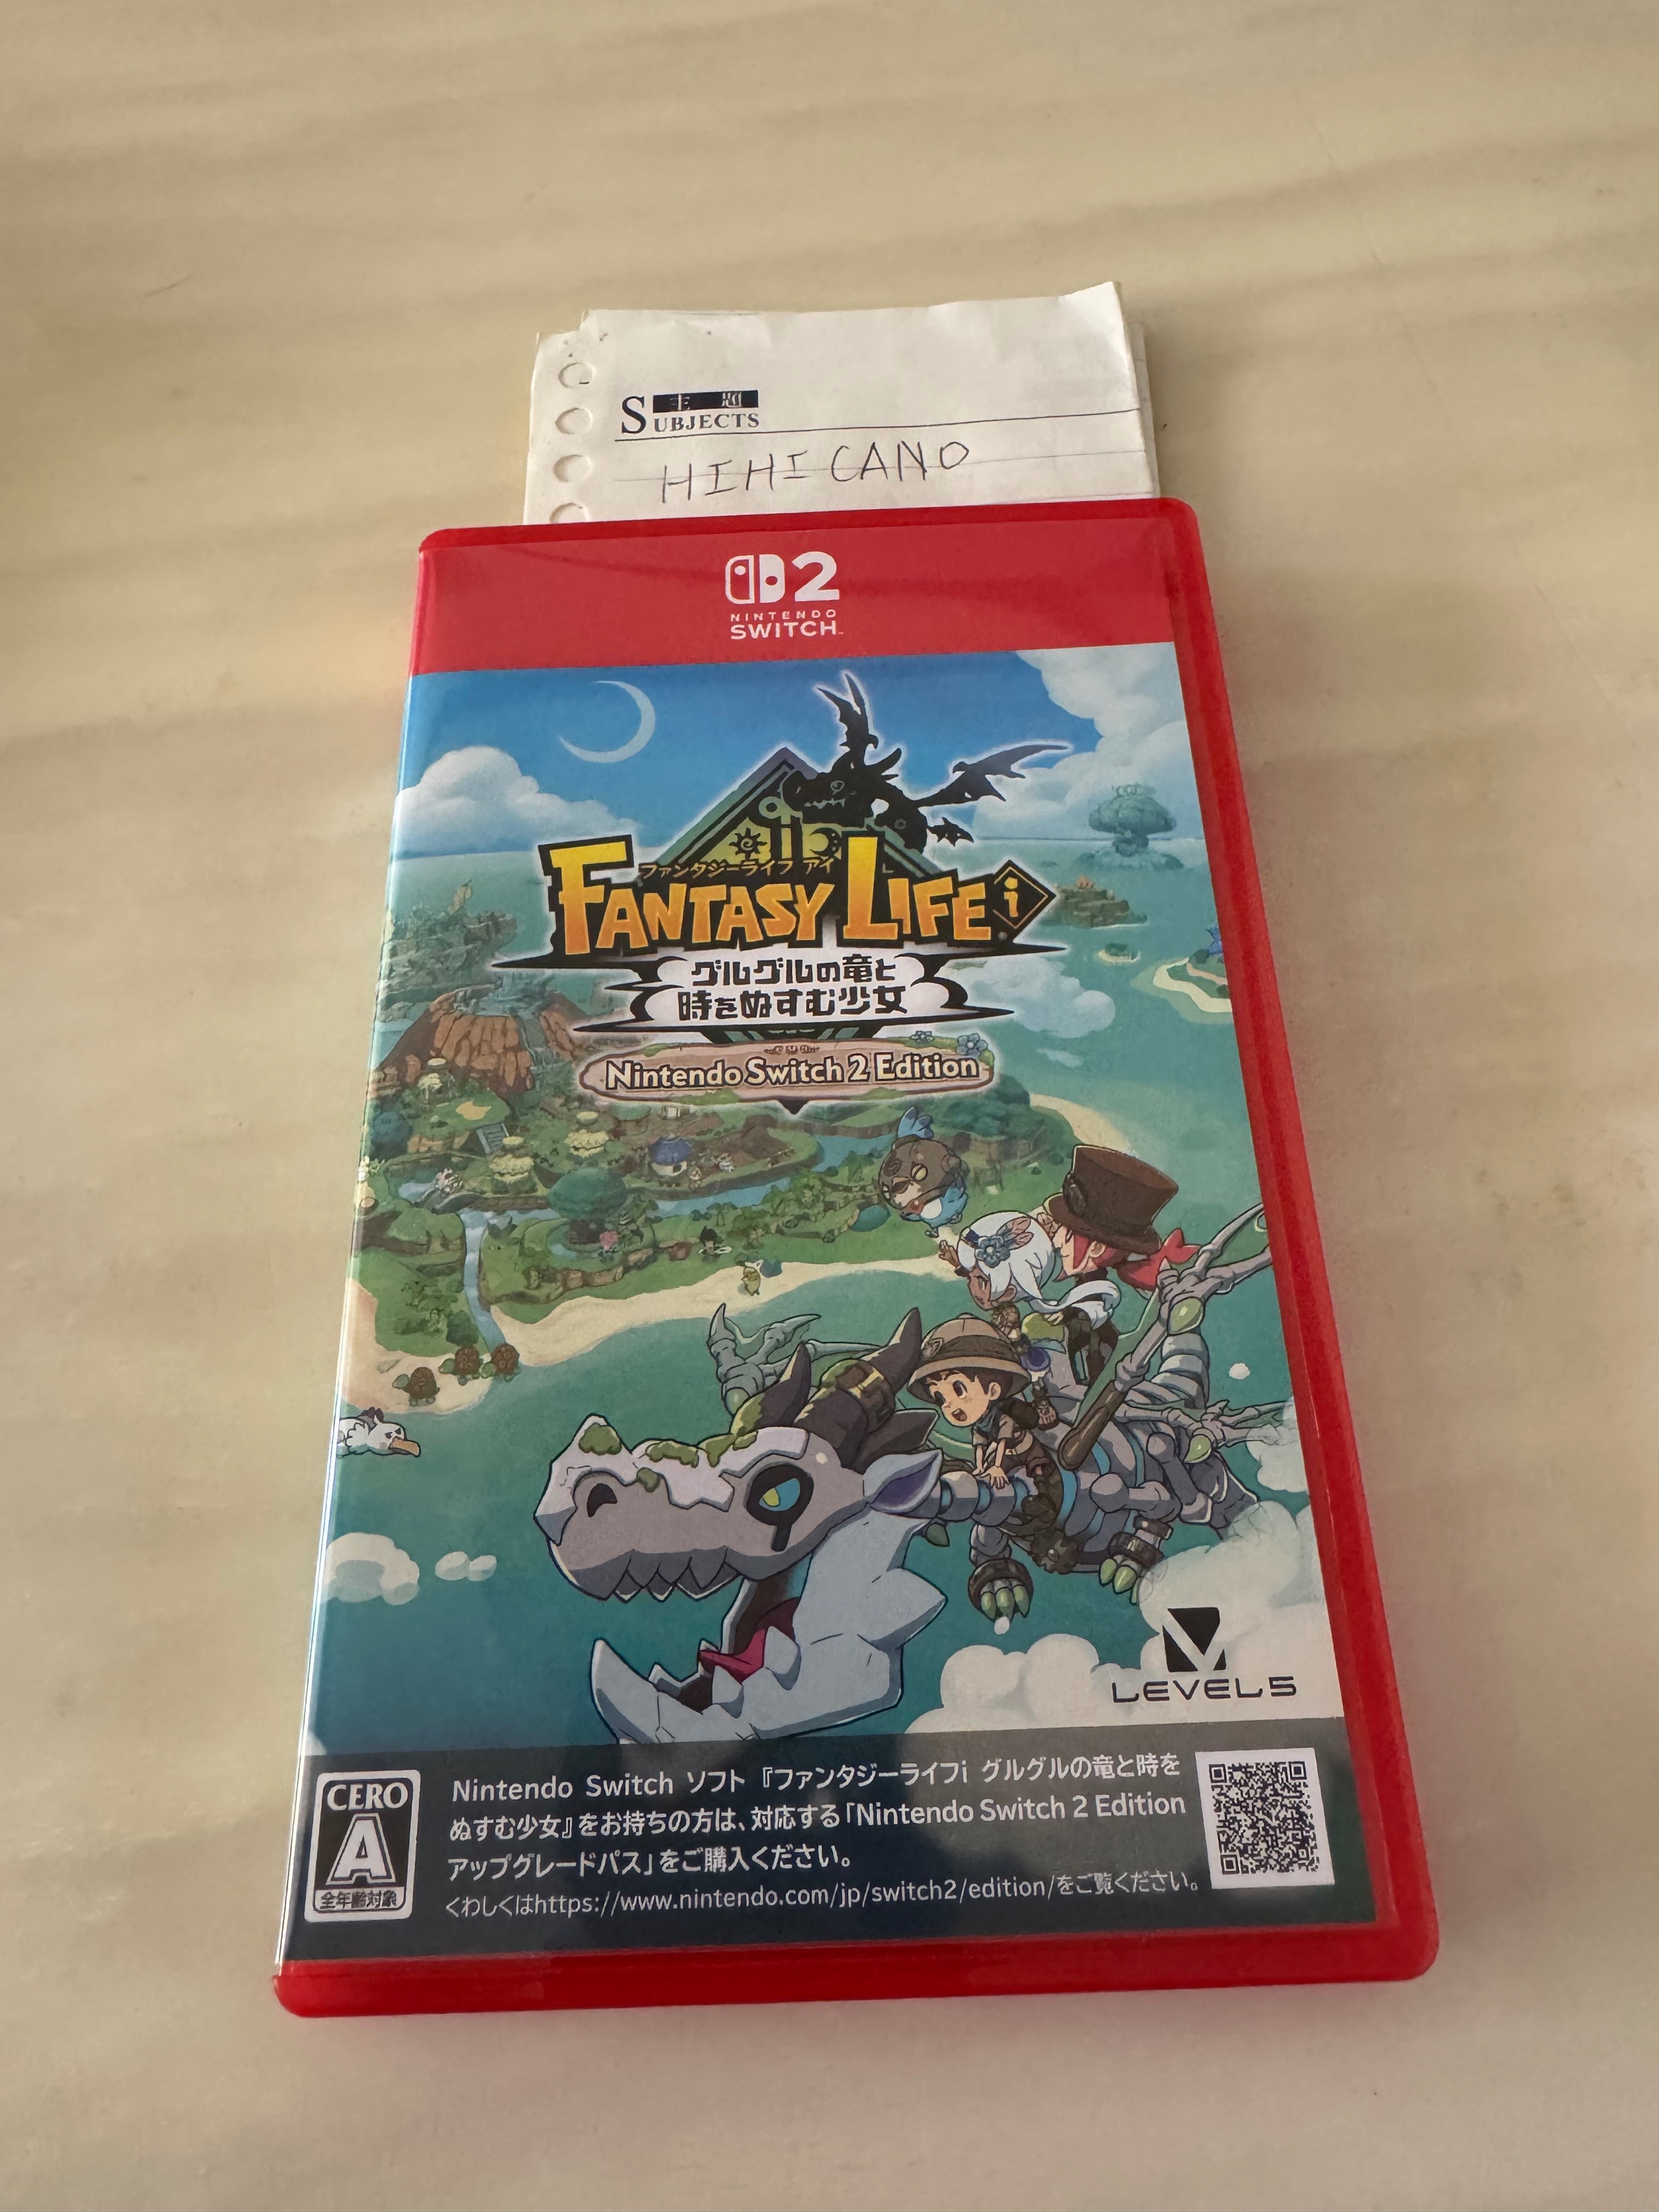 主題
SUBJECTS
HIHI CANO
2
NINTENDO
SWITCH™
ファンタジーライフ アイ
FANTASY LIFE i
グルグルの竜と
時をぬすむ少女
Nintendo Switch 2 Edition
LEVEL5
CERO
A
全年齢対象
Nintendo Switch ソフト『ファンタジーライフi グルグルの竜と時を
ぬすむ少女』をお持ちの方は、対応する「Nintendo Switch 2 Edition
アップグレードパス」をご購入ください。
くわしくはhttps://www.nintendo.com/jp/switch2/edition/をご覧ください。